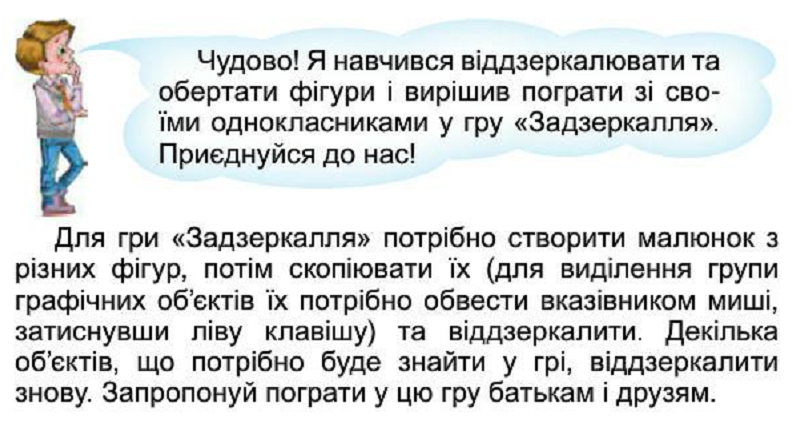 Чудово! Я навчився віддзеркалювати та
обертати фігури і вирішив пограти зі сво-
їми однокласниками у гру «Задзеркалля».
Приєднуйся до нас!
Для гри «Задзеркалля» потрібно створити малюнок з
різних фігур, потім скопіювати їх (для виділення групи
графічних об’єктів їх потрібно обвести вказівником миші,
затиснувши ліву клавішу) та віддзеркалити. Декілька
об’єктів, що потрібно буде знайти у грі, віддзеркалити
знову. Запропонуй пограти у цю гру батькам і друзям.